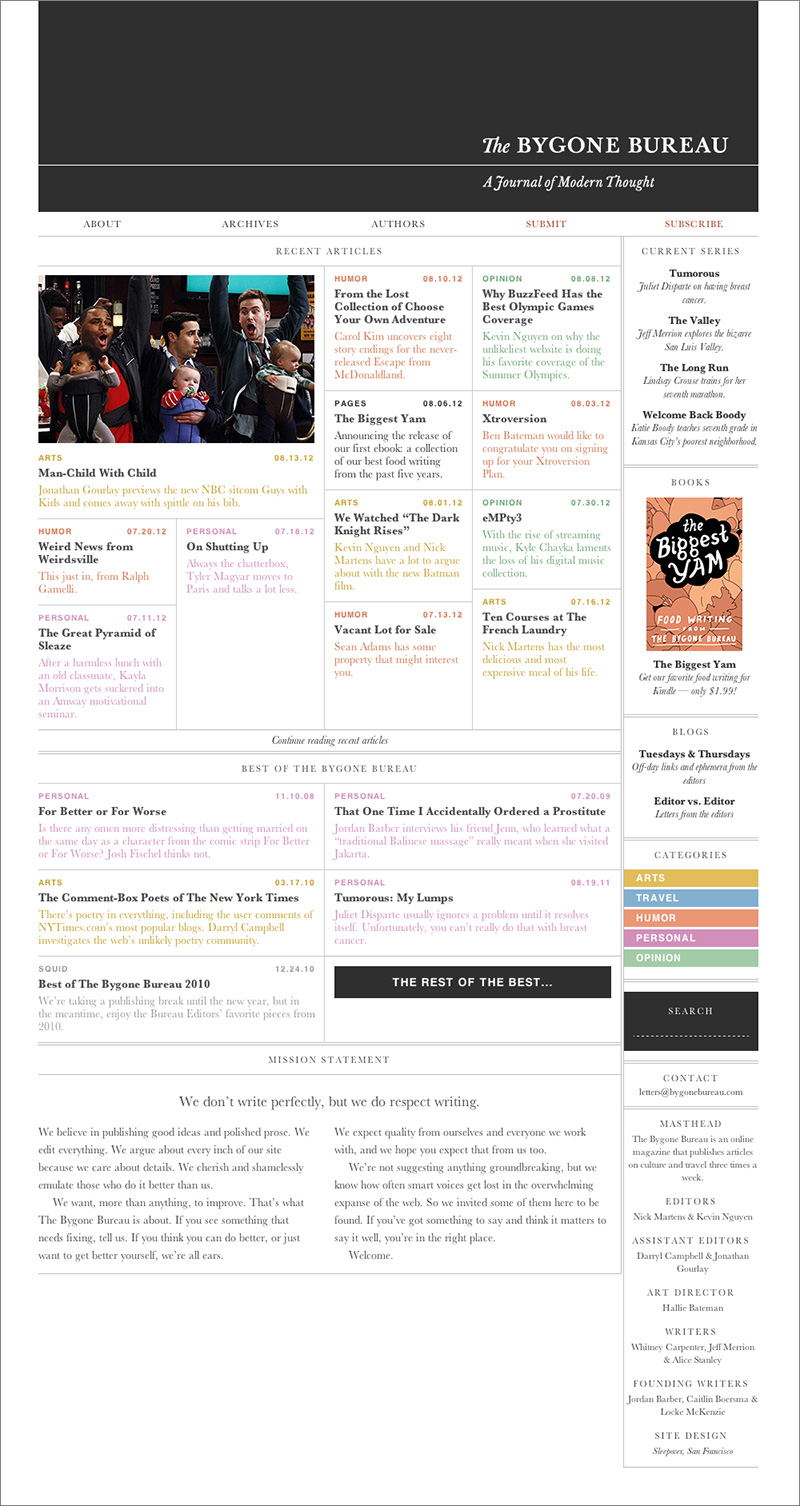 The BYGONE BUREAU
A Journal of Modern Thought
ABOUT
ARCHIVES
AUTHORS
SUBMIT
SUBSCRIBE
RECENT ARTICLES
ARTS 08.13.12
Man-Child With Child
Jonathan Gourlay previews the new NBC sitcom Guys with
Kids and comes away with spittle on his bib.
HUMOR 07.20.12
Weird News from
Weirdsville
This just in, from Ralph
Gamelli.
PERSONAL 07.11.12
The Great Pyramid of
Sleaze
After a harmless lunch with
an old classmate, Kayla
Morrison gets suckered into
an Amway motivational
seminar.
PERSONAL 07.18.12
On Shutting Up
Always the chatterbox,
Tyler Magyar moves to
Paris and talks a lot less.
HUMOR 08.10.12
From the Lost
Collection of Choose
Your Own Adventure
Carol Kim uncovers eight
story endings for the never-
released Escape from
McDonaldland.
PAGES 08.06.12
The Biggest Yam
Announcing the release of
our first ebook: a collection
of our best food writing
from the past five years.
ARTS 08.01.12
We Watched “The Dark
Knight Rises”
Kevin Nguyen and Nick
Martens have a lot to argue
about with the new Batman
film.
HUMOR 07.13.12
Vacant Lot for Sale
Sean Adams has some
property that might interest
you.
OPINION 08.08.12
Why BuzzFeed Has the
Best Olympic Games
Coverage
Kevin Nguyen on why the
unlikeliest website is doing
his favorite coverage of the
Summer Olympics.
HUMOR 08.03.12
Xtroversion
Ben Bateman would like to
congratulate you on signing
up for your Xtroversion
Plan.
OPINION 07.30.12
eMPty3
With the rise of streaming
music, Kyle Chayka laments
the loss of his digital music
collection.
ARTS 07.16.12
Ten Courses at The
French Laundry
Nick Martens has the most
delicious and most
expensive meal of his life.
Continue reading recent articles
BEST OF THE BYGONE BUREAU
PERSONAL 11.10.08
For Better or For Worse
Is there any omen more distressing than getting married on
the same day as a character from the comic strip For Better
or For Worse? Josh Fischel thinks not.
PERSONAL 07.20.09
That One Time I Accidentally Ordered a Prostitute
Jordan Barber interviews his friend Jenn, who learned what a
“traditional Balinese massage” really meant when she visited
Jakarta.
ARTS 03.17.10
The Comment-Box Poets of The New York Times
There’s poetry in everything, including the user comments of
NYTimes.com’s most popular blogs. Darryl Campbell
investigates the web’s unlikely poetry community.
PERSONAL 08.19.11
Tumorous: My Lumps
Juliet Disparte usually ignores a problem until it resolves
itself. Unfortunately, you can’t really do that with breast
cancer.
SQUID 12.24.10
Best of The Bygone Bureau 2010
We’re taking a publishing break until the new year, but in
the meantime, enjoy the Bureau Editors’ favorite pieces from
2010.
THE REST OF THE BEST...
MISSION STATEMENT
We don’t write perfectly, but we do respect writing.
We believe in publishing good ideas and polished prose. We
edit everything. We argue about every inch of our site
because we care about details. We cherish and shamelessly
emulate those who do it better than us.
We want, more than anything, to improve. That’s what
The Bygone Bureau is about. If you see something that
needs fixing, tell us. If you think you can do better, or just
want to get better yourself, we’re all ears.
We expect quality from ourselves and everyone we work
with, and we hope you expect that from us too.
We’re not suggesting anything groundbreaking, but we
know how often smart voices get lost in the overwhelming
expanse of the web. So we invited some of them here to be
found. If you’ve got something to say and think it matters to
say it well, you’re in the right place.
Welcome.
CURRENT SERIES
Tumorous
Juliet Disparte on having breast
cancer.
The Valley
Jeff Merrion explores the bizarre
San Luis Valley.
The Long Run
Lindsay Crouse trains for her
seventh marathon.
Welcome Back Boody
Katie Boody teaches seventh grade in
Kansas City’s poorest neighborhood.
BOOKS
the
Biggest
YAM
FOOD WRITING
FROM
THE BYGONE BUREAU
The Biggest Yam
Get our favorite food writing for
Kindle — only $1.99!
BLOGS
Tuesdays & Thursdays
Off-day links and ephemera from the
editors
Editor vs. Editor
Letters from the editors
CATEGORIES
ARTS
TRAVEL
HUMOR
PERSONAL
OPINION
SEARCH
CONTACT
letters@bygonebureau.com
MASTHEAD
The Bygone Bureau is an online
magazine that publishes articles
on culture and travel three times a
week.
EDITORS
Nick Martens & Kevin Nguyen
ASSISTANT EDITORS
Darryl Campbell & Jonathan
Gourlay
ART DIRECTOR
Hallie Bateman
WRITERS
Whitney Carpenter, Jeff Merrion
& Alice Stanley
FOUNDING WRITERS
Jordan Barber, Caitlin Boersma &
Locke McKenzie
SITE DESIGN
Sleepover, San Francisco